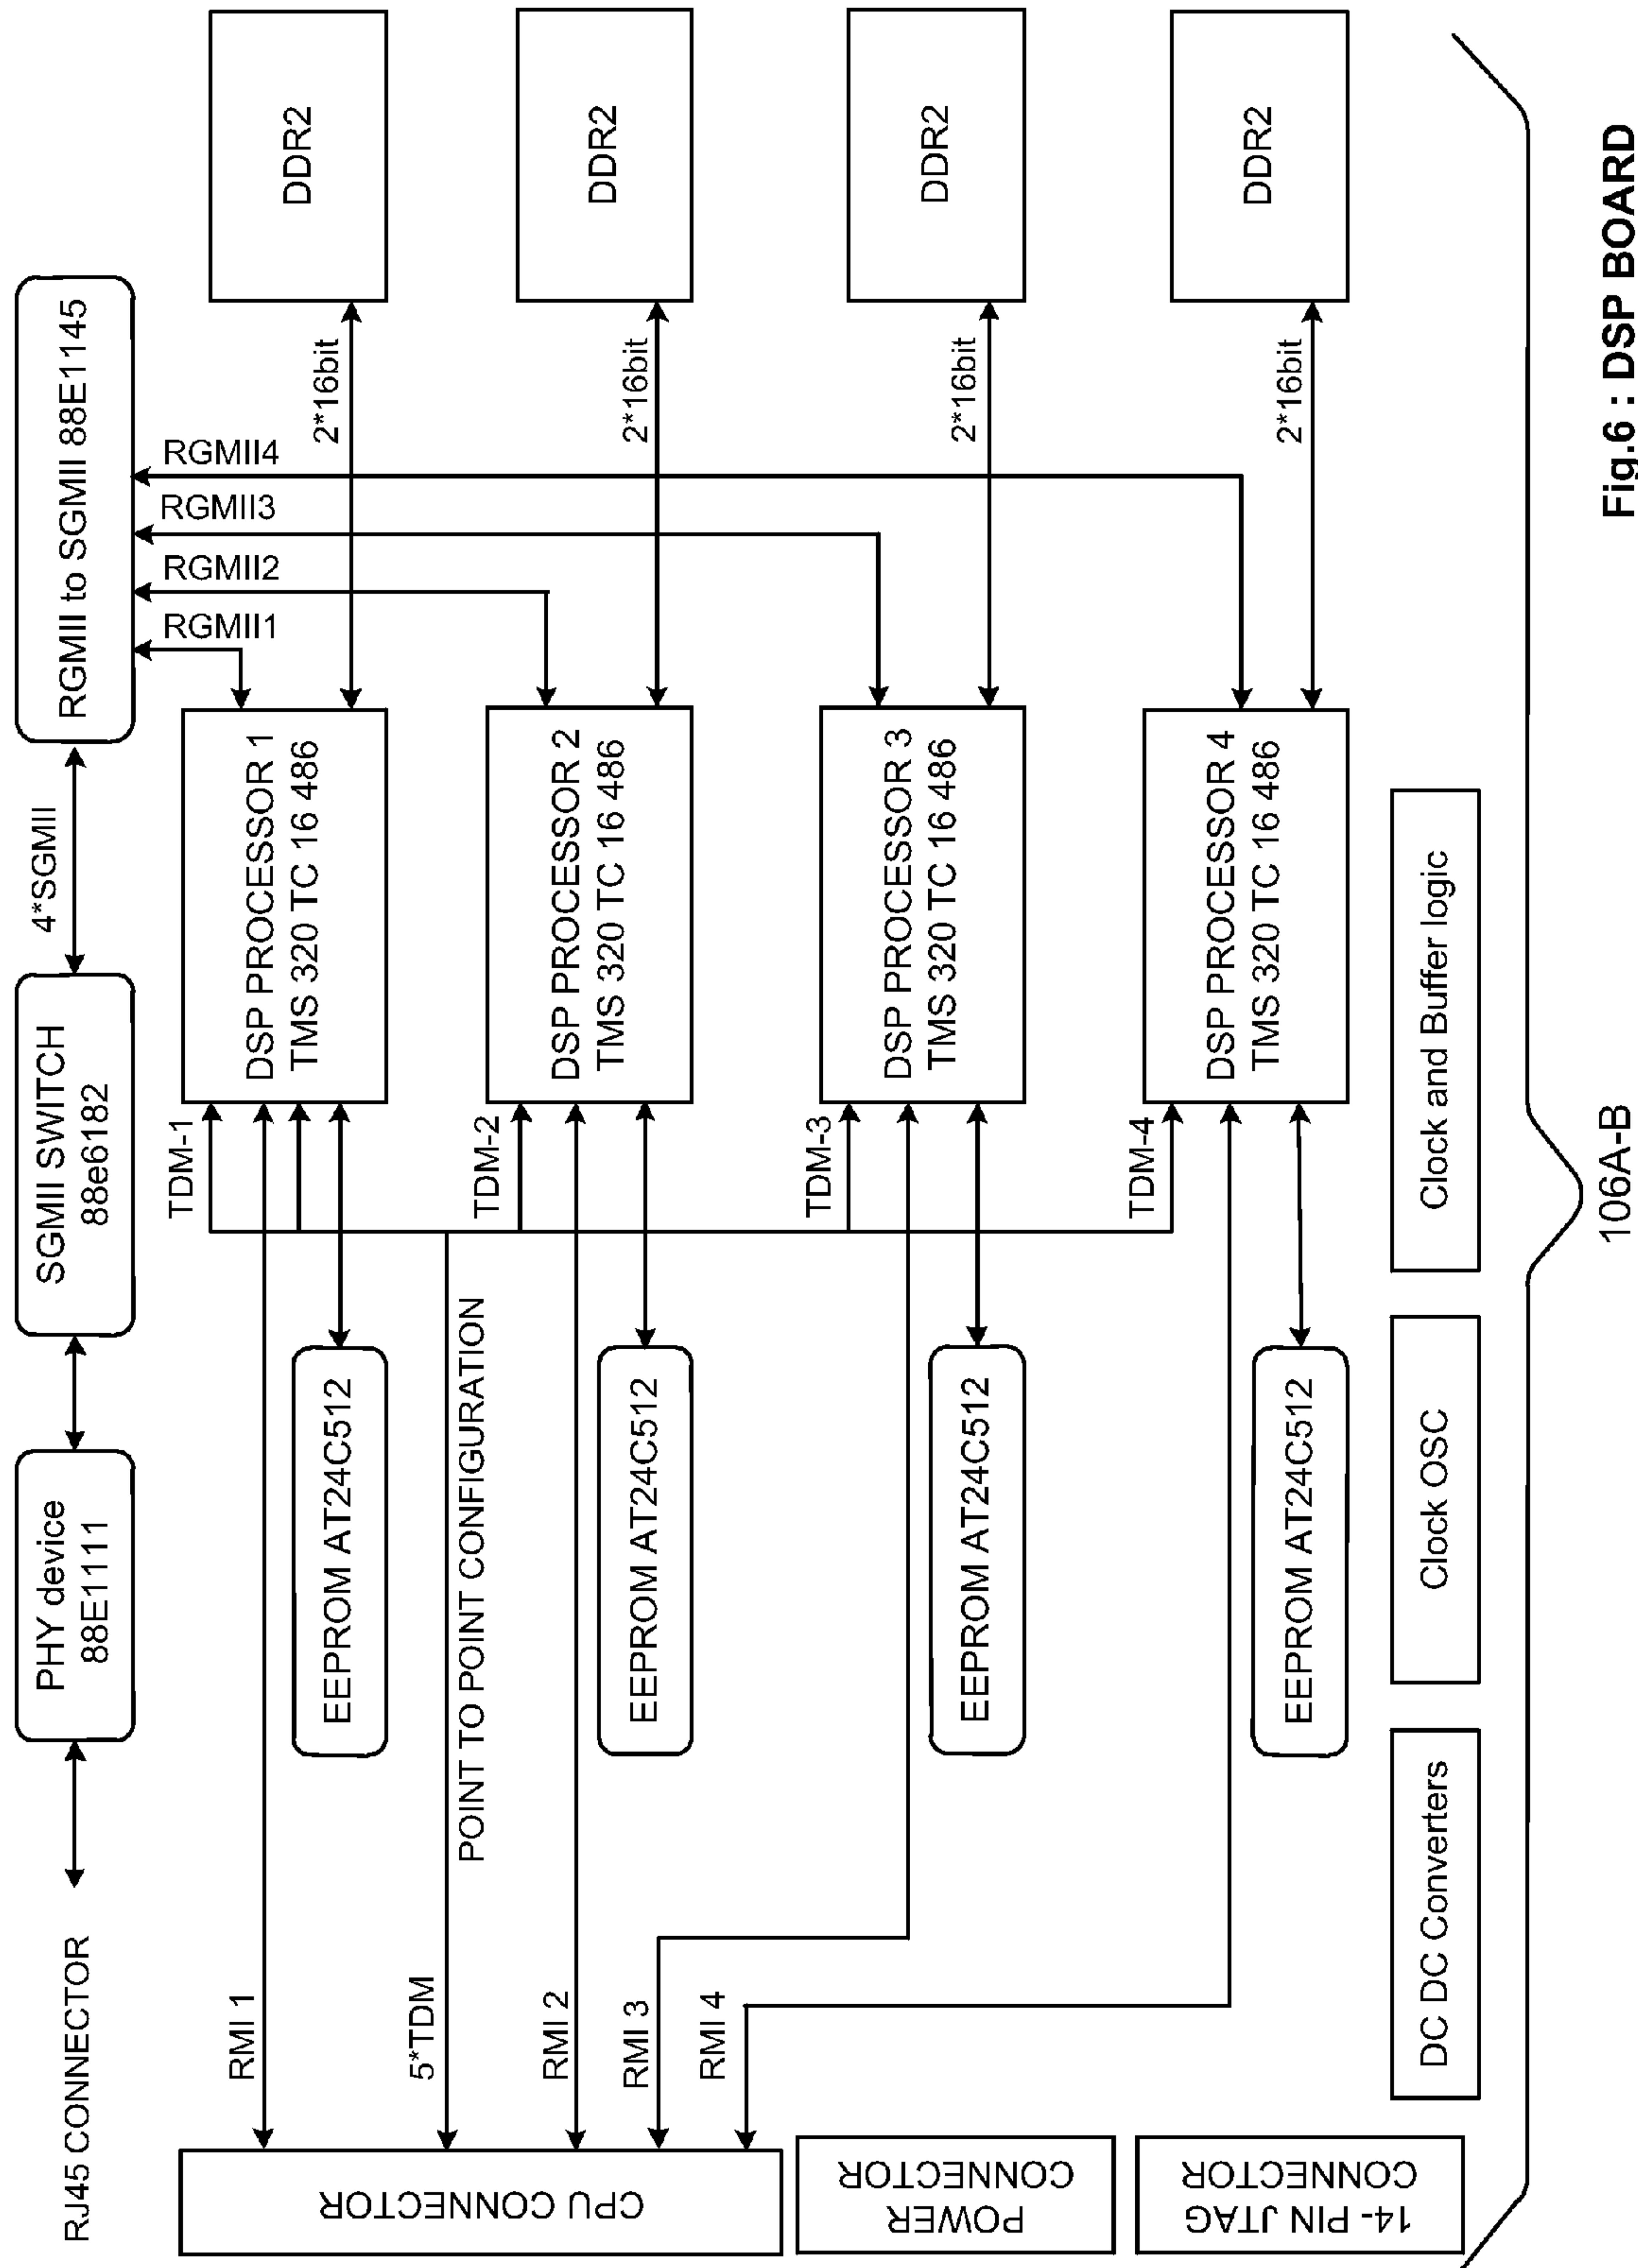 RJ45 CONNECTOR
PHY device
88E1111
SGMII SWITCH
88e6182
4*SGMII
RGMII to SGMII 88E1145
CPU CONNECTOR
RMI 1
5*TDM
RMI 2
RMI 3
RMI 4
POINT TO POINT CONFIGURATION
EEPROM AT24C512
EEPROM AT24C512
EEPROM AT24C512
EEPROM AT24C512
TDM-1
TDM-2
TDM-3
TDM-4
DSP PROCESSOR 1
TMS 320 TC 16 486
DSP PROCESSOR 2
TMS 320 TC 16 486
DSP PROCESSOR 3
TMS 320 TC 16 486
DSP PROCESSOR 4
TMS 320 TC 16 486
RGMII1
RGMII2
RGMII3
RGMII4
2*16bit
2*16bit
2*16bit
2*16bit
DDR2
DDR2
DDR2
DDR2
POWER
CONNECTOR
14- PIN JTAG
CONNECTOR
DC DC Converters
Clock OSC
Clock and Buffer logic
106A-B
Fig.6 : DSP BOARD